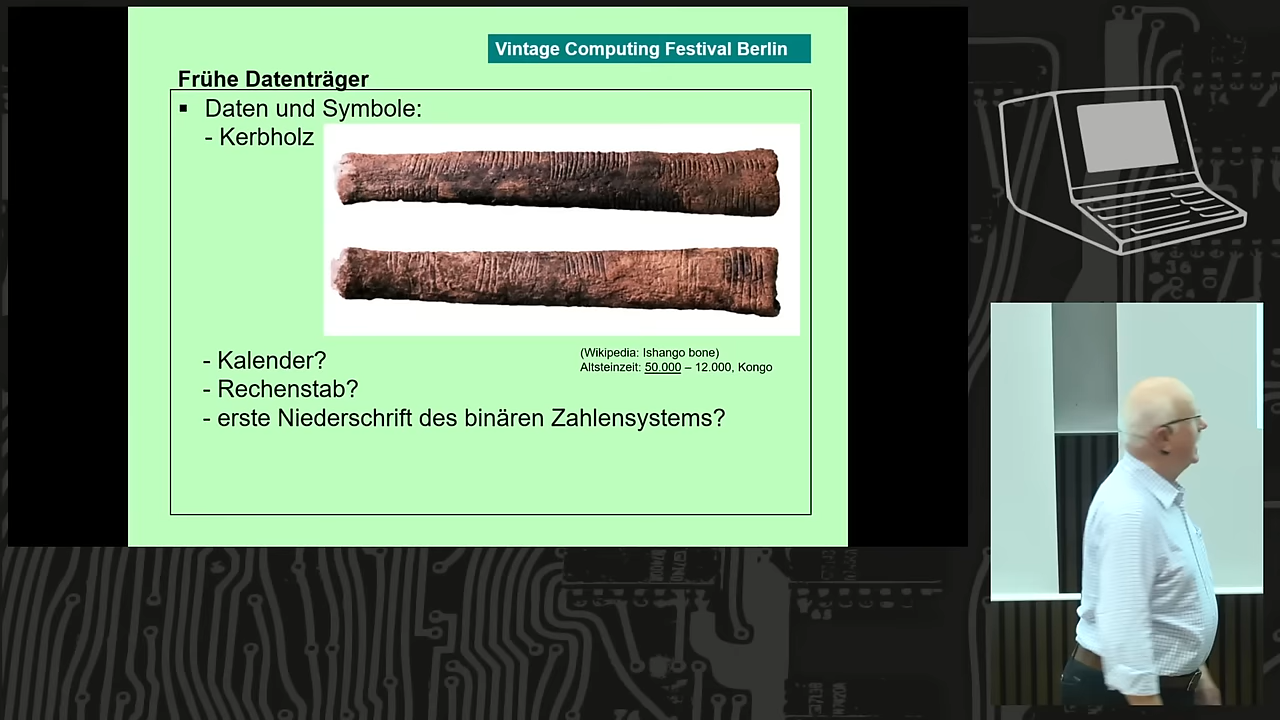 Vintage Computing Festival Berlin
Frühe Datenträger
▪ Daten und Symbole:
- Kerbholz
(Wikipedia: Ishango bone)
Altsteinzeit: 50.000 – 12.000, Kongo
- Kalender?
- Rechenstab?
- erste Niederschrift des binären Zahlensystems?